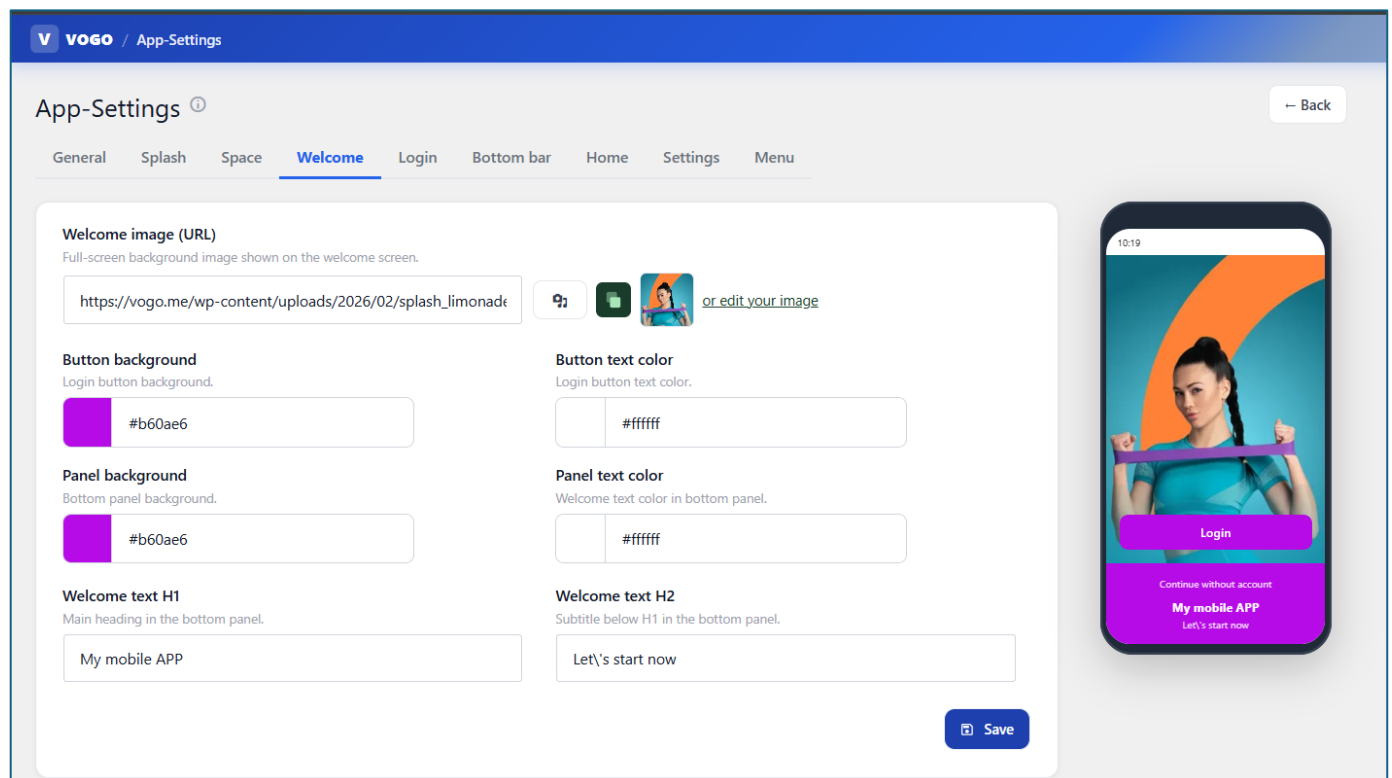 V VOGO / App-Settings
App-Settings
← Back
General Splash Space Welcome Login Bottom bar Home Settings Menu
Welcome image (URL)
Full-screen background image shown on the welcome screen.
https://vogo.me/wp-content/uploads/2026/02/splash_limonade
or edit your image
Button background
Login button background.
#b60ae6
Button text color
Login button text color.
#ffffff
Panel background
Bottom panel background.
#b60ae6
Panel text color
Welcome text color in bottom panel.
#ffffff
Welcome text H1
Main heading in the bottom panel.
My mobile APP
Welcome text H2
Subtitle below H1 in the bottom panel.
Let\'s start now
Save
10:19
Login
Continue without account
My mobile APP
Let\'s start now